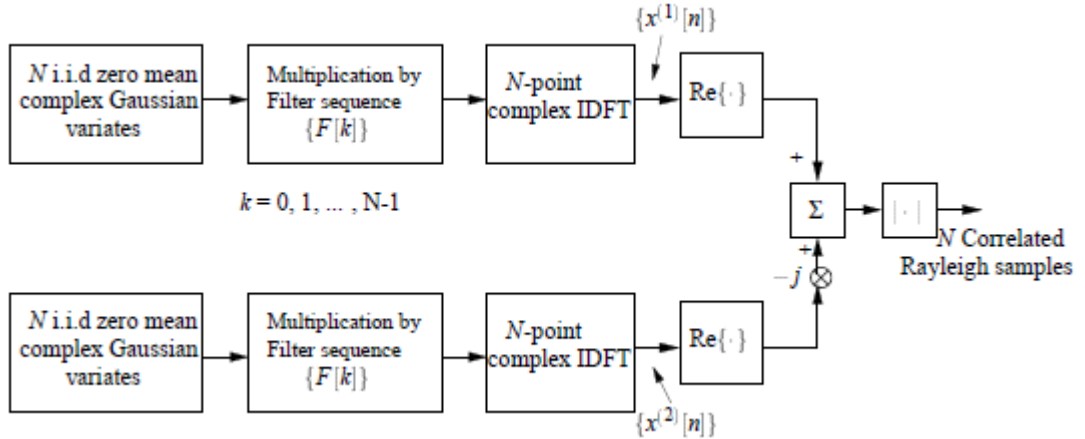 {x⁽¹⁾[n]}
N i.i.d zero mean
complex Gaussian
variates
Multiplication by
Filter sequence
{F[k]}
N-point
complex IDFT
Re{·}
+
k = 0, 1, ... , N-1
Σ
|·|
N Correlated
Rayleigh samples
+
−j ⊗
N i.i.d zero mean
complex Gaussian
variates
Multiplication by
Filter sequence
{F[k]}
N-point
complex IDFT
Re{·}
{x⁽²⁾[n]}